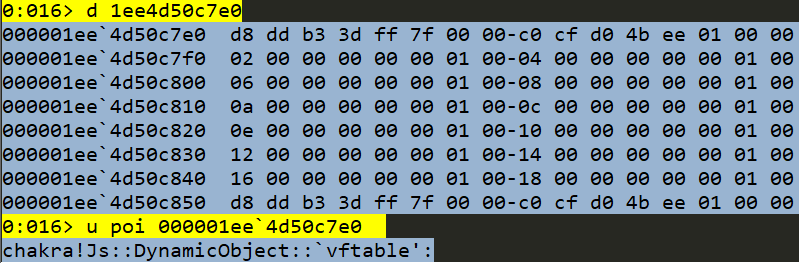 0:016> d 1ee4d50c7e0
000001ee`4d50c7e0  d8 dd b3 3d ff 7f 00 00-c0 cf d0 4b ee 01 00 00
000001ee`4d50c7f0  02 00 00 00 00 00 01 00-04 00 00 00 00 00 01 00
000001ee`4d50c800  06 00 00 00 00 00 01 00-08 00 00 00 00 00 01 00
000001ee`4d50c810  0a 00 00 00 00 00 01 00-0c 00 00 00 00 00 01 00
000001ee`4d50c820  0e 00 00 00 00 00 01 00-10 00 00 00 00 00 01 00
000001ee`4d50c830  12 00 00 00 00 00 01 00-14 00 00 00 00 00 01 00
000001ee`4d50c840  16 00 00 00 00 00 01 00-18 00 00 00 00 00 01 00
000001ee`4d50c850  d8 dd b3 3d ff 7f 00 00-c0 cf d0 4b ee 01 00 00
0:016> u poi 000001ee`4d50c7e0
chakra!Js::DynamicObject::`vftable':